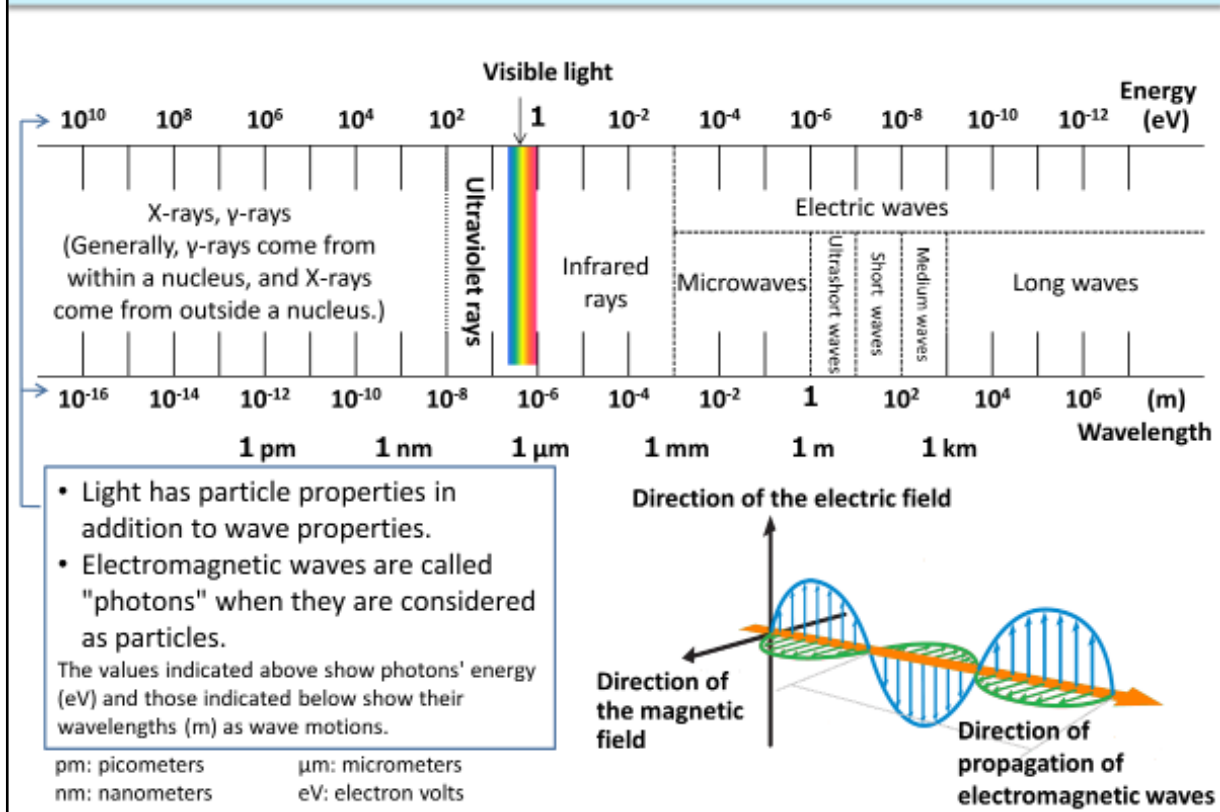 Visible light
Energy
(eV)
10¹⁰ 10⁸ 10⁶ 10⁴ 10² 1 10⁻² 10⁻⁴ 10⁻⁶ 10⁻⁸ 10⁻¹⁰ 10⁻¹²
X-rays, γ-rays
(Generally, γ-rays come from
within a nucleus, and X-rays
come from outside a nucleus.)
Ultraviolet rays
Infrared
rays
Electric waves
Microwaves
Ultrashort waves
Short waves
Medium waves
Long waves
10⁻¹⁶ 10⁻¹⁴ 10⁻¹² 10⁻¹⁰ 10⁻⁸ 10⁻⁶ 10⁻⁴ 10⁻² 1 10² 10⁴ 10⁶ (m)
Wavelength
1 pm 1 nm 1 μm 1 mm 1 m 1 km
• Light has particle properties in
addition to wave properties.
• Electromagnetic waves are called
"photons" when they are considered
as particles.
The values indicated above show photons' energy
(eV) and those indicated below show their
wavelengths (m) as wave motions.
pm: picometers μm: micrometers
nm: nanometers eV: electron volts
Direction of the electric field
Direction of
the magnetic
field
Direction of
propagation of
electromagnetic waves